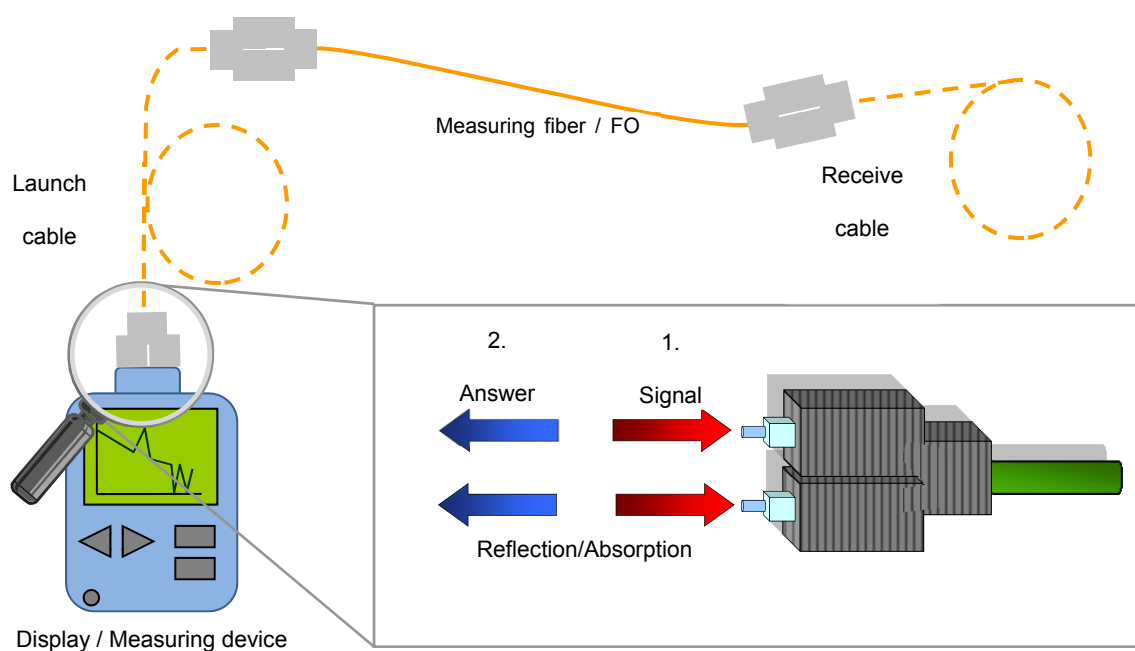 Measuring fiber / FO
Launch
cable
Receive
cable
2.
1.
Answer
Signal
Reflection/Absorption
Display / Measuring device